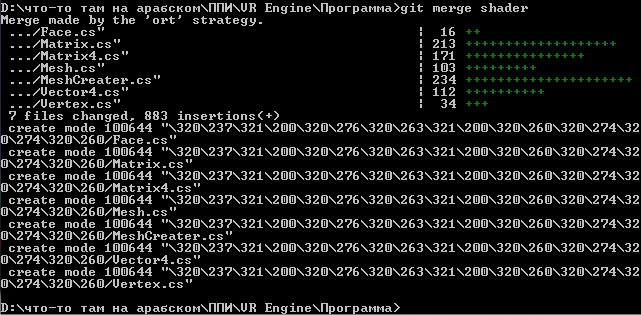 D:\что-то там на арабском\ППИ\VR Engine\Программа>git merge shader
Merge made by the 'ort' strategy.
 .../Face.cs"                                       |  16 ++
 .../Matrix.cs"                                     | 213 +++++++++++++++++++
 .../Matrix4.cs"                                    | 171 +++++++++++++++
 .../Mesh.cs"                                       | 103 +++++++++
 .../MeshCreater.cs"                                | 234 +++++++++++++++++++++
 .../Vector4.cs"                                    | 112 ++++++++++
 .../Vertex.cs"                                     |  34 +++
 7 files changed, 883 insertions(+)
 create mode 100644 "\320\237\321\200\320\276\320\263\321\200\320\260\320\274\32
0\274\320\260/Face.cs"
 create mode 100644 "\320\237\321\200\320\276\320\263\321\200\320\260\320\274\32
0\274\320\260/Matrix.cs"
 create mode 100644 "\320\237\321\200\320\276\320\263\321\200\320\260\320\274\32
0\274\320\260/Matrix4.cs"
 create mode 100644 "\320\237\321\200\320\276\320\263\321\200\320\260\320\274\32
0\274\320\260/Mesh.cs"
 create mode 100644 "\320\237\321\200\320\276\320\263\321\200\320\260\320\274\32
0\274\320\260/MeshCreater.cs"
 create mode 100644 "\320\237\321\200\320\276\320\263\321\200\320\260\320\274\32
0\274\320\260/Vector4.cs"
 create mode 100644 "\320\237\321\200\320\276\320\263\321\200\320\260\320\274\32
0\274\320\260/Vertex.cs"
D:\что-то там на арабском\ППИ\VR Engine\Программа>